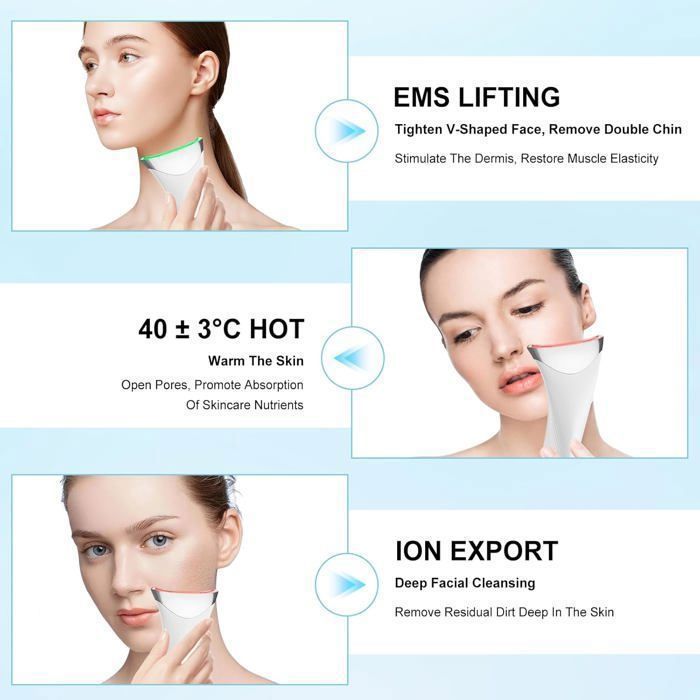 EMS LIFTING
Tighten V-Shaped Face, Remove Double Chin
Stimulate The Dermis, Restore Muscle Elasticity
40 ± 3°C HOT
Warm The Skin
Open Pores, Promote Absorption
Of Skincare Nutrients
ION EXPORT
Deep Facial Cleansing
Remove Residual Dirt Deep In The Skin